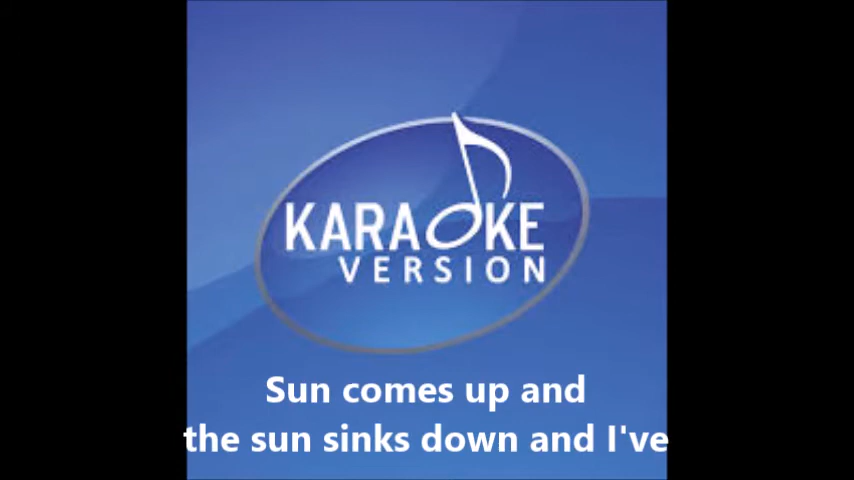 KARAOKE
VERSION
Sun comes up and
the sun sinks down and I've